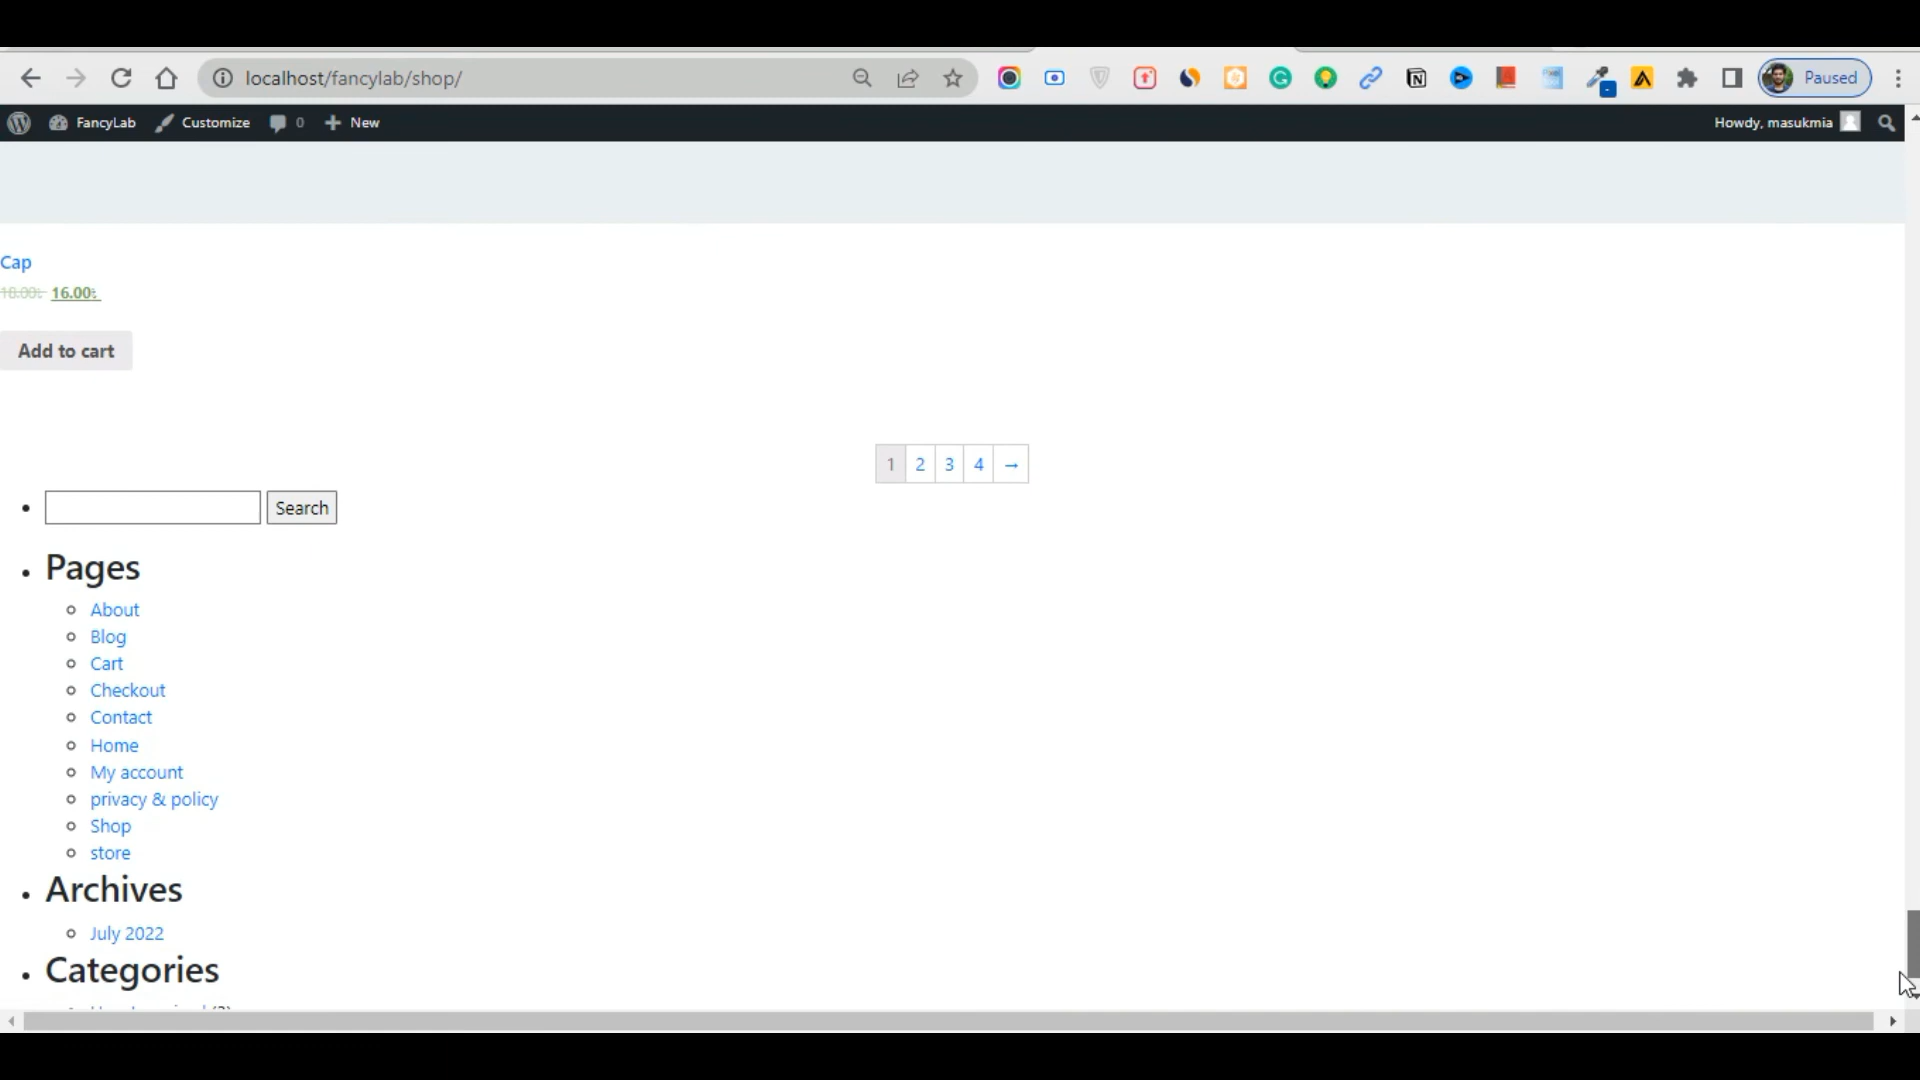 localhost/fancylab/shop/
Paused
FancyLab
Customize
0
New
Howdy, masukmia
Cap
18.00৳ 16.00৳
Add to cart
1 2 3 4 →
Search
Pages
About
Blog
Cart
Checkout
Contact
Home
My account
privacy & policy
Shop
store
Archives
July 2022
Categories